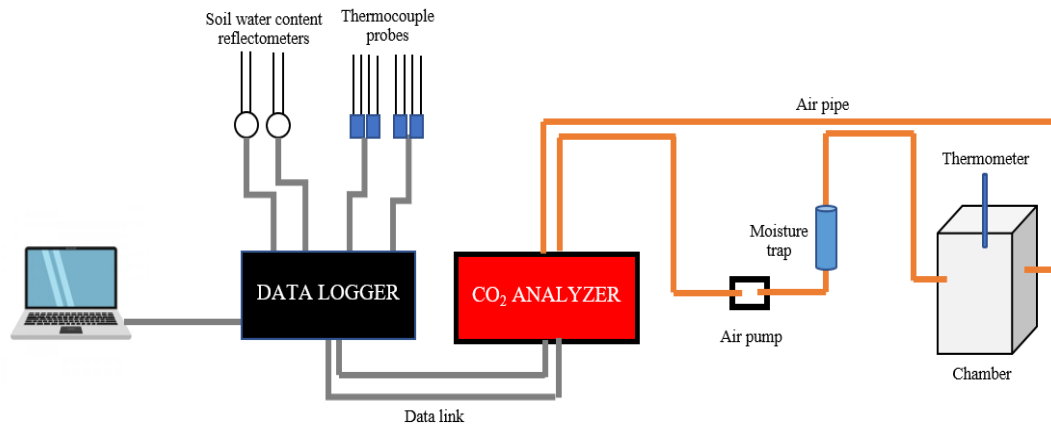 Soil water content
reflectometers
Thermocouple
probes
Air pipe
Thermometer
Moisture
trap
DATA LOGGER
CO₂ ANALYZER
Air pump
Chamber
Data link